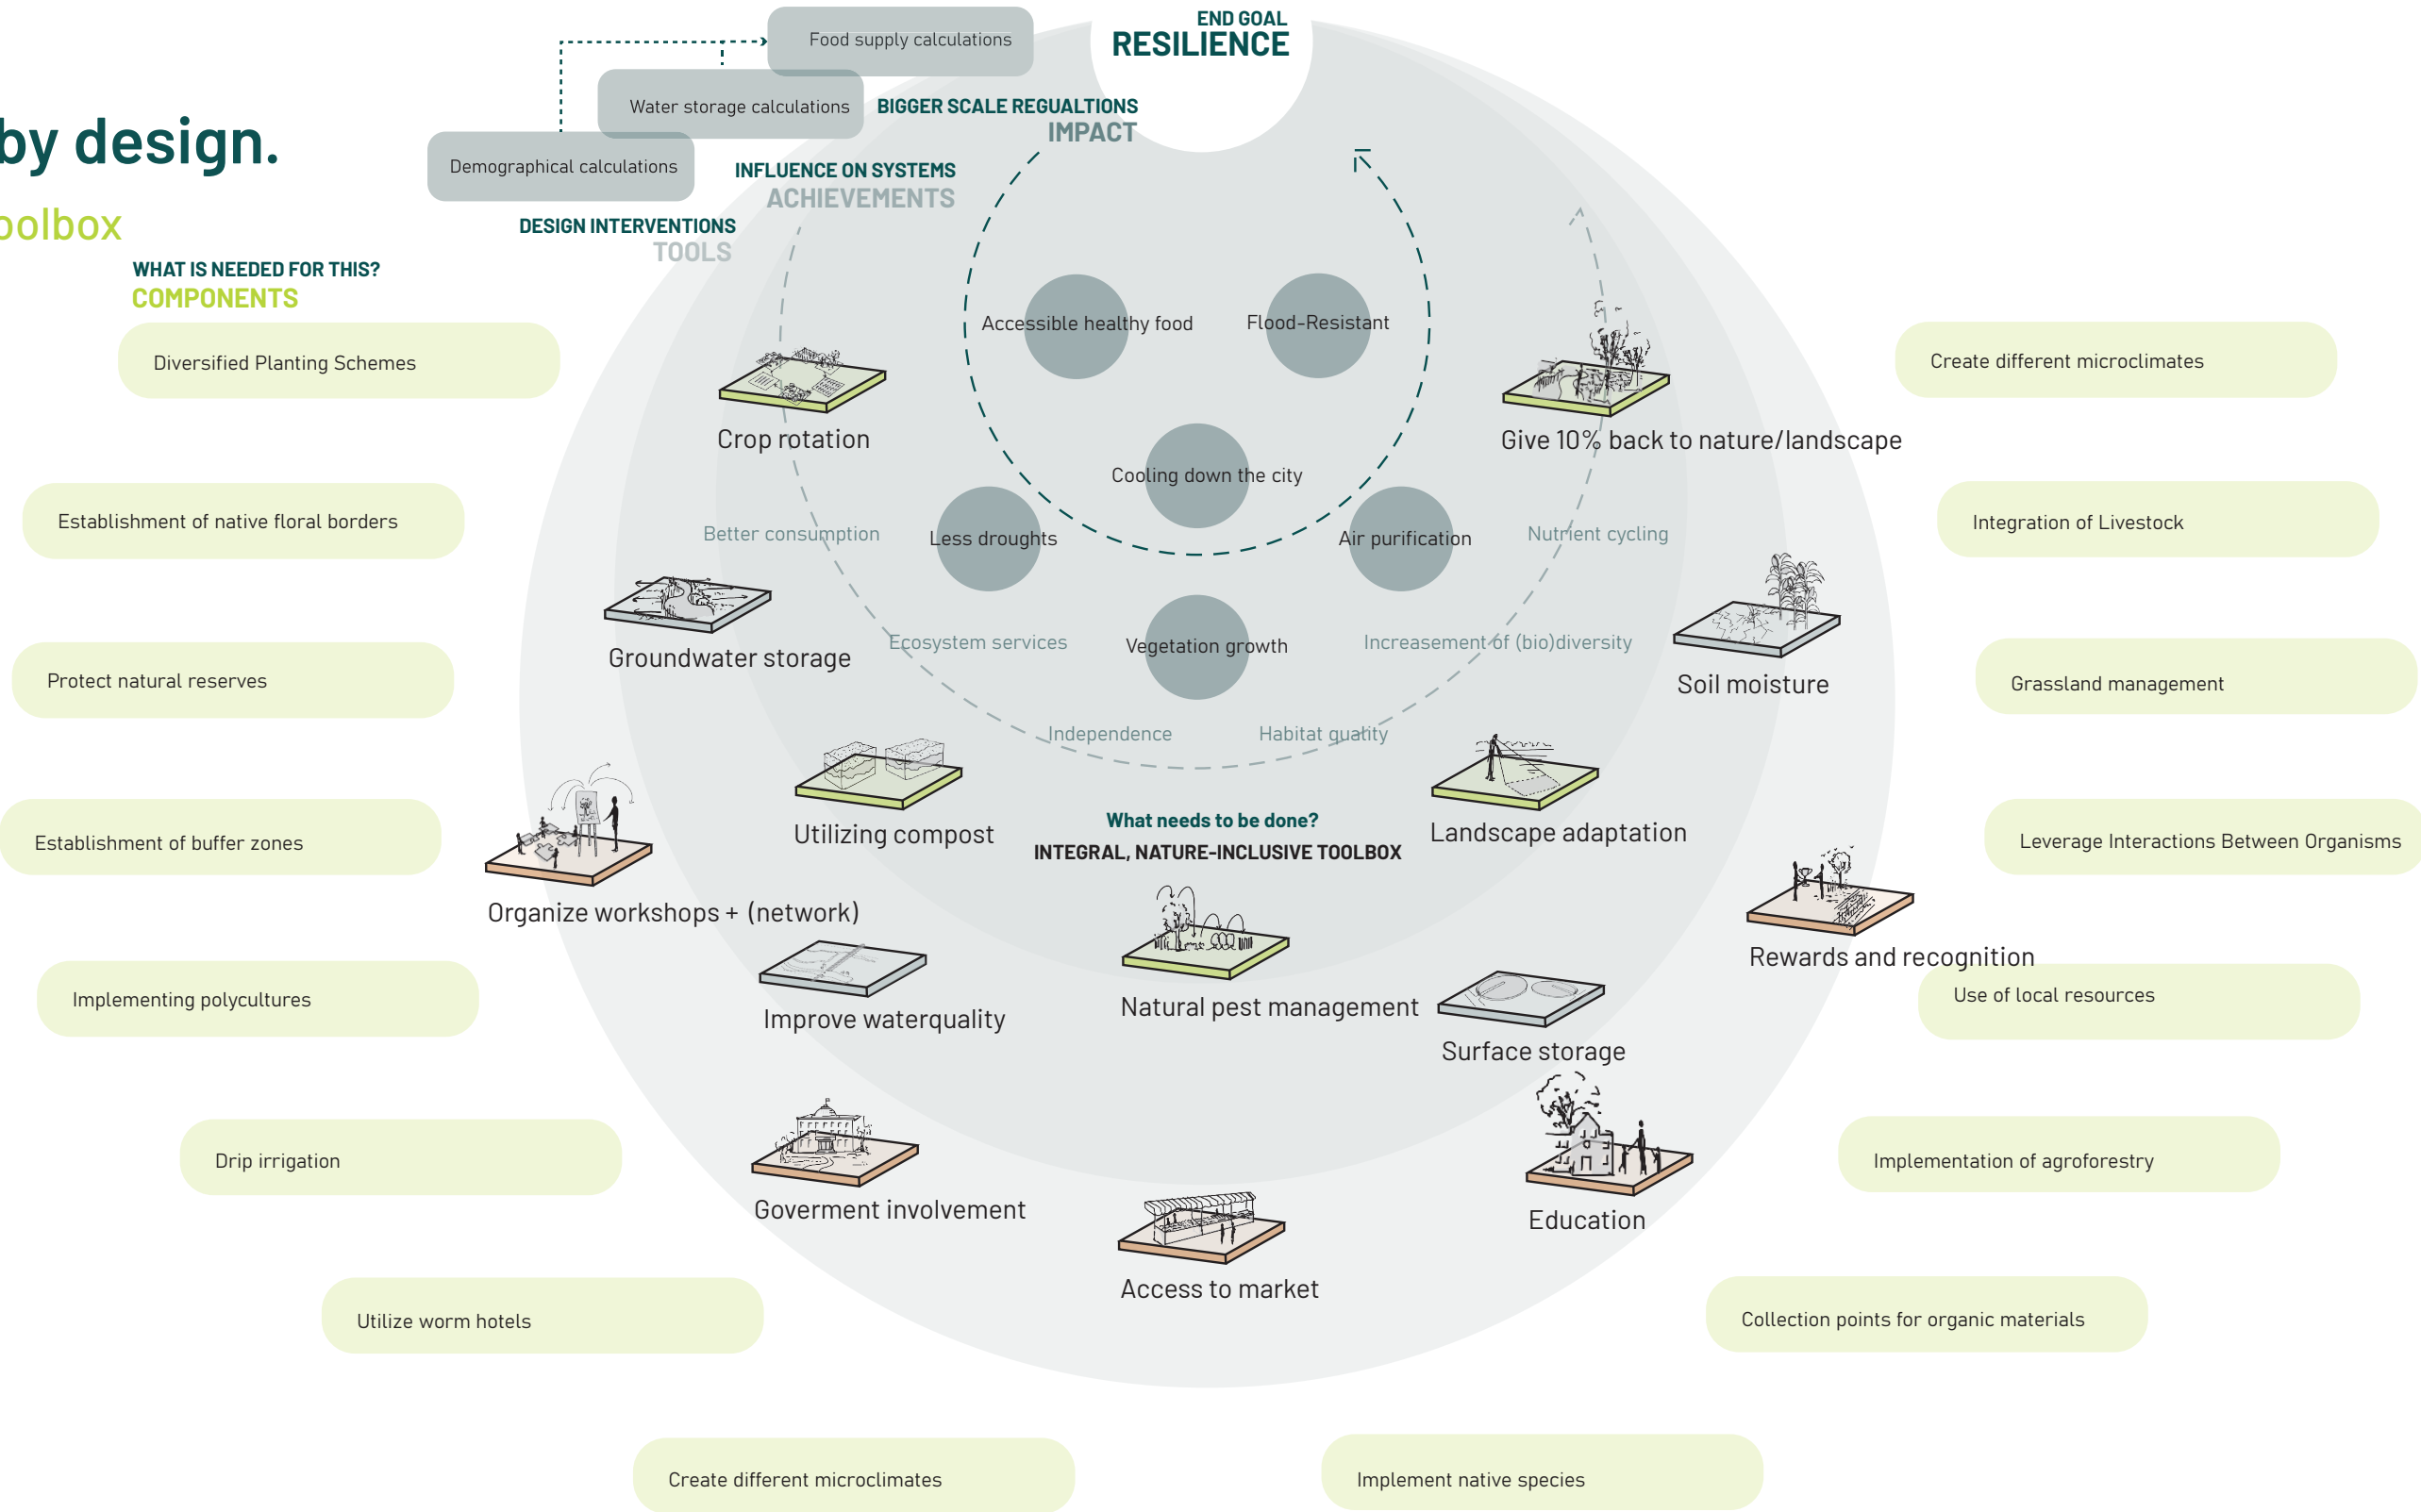 END GOAL
RESILIENCE
Food supply calculations
Water storage calculations
BIGGER SCALE REGUALTIONS
IMPACT
by design.
Demographical calculations
INFLUENCE ON SYSTEMS
ACHIEVEMENTS
oolbox
DESIGN INTERVENTIONS
TOOLS
WHAT IS NEEDED FOR THIS?
COMPONENTS
Accessible healthy food
Flood-Resistant
Diversified Planting Schemes
Create different microclimates
Crop rotation
Give 10% back to nature/landscape
Cooling down the city
Establishment of native floral borders
Integration of Livestock
Better consumption
Less droughts
Air purification
Nutrient cycling
Ecosystem services
Vegetation growth
Increasement of (bio)diversity
Groundwater storage
Soil moisture
Protect natural reserves
Grassland management
Independence
Habitat quality
What needs to be done?
INTEGRAL, NATURE-INCLUSIVE TOOLBOX
Utilizing compost
Landscape adaptation
Establishment of buffer zones
Leverage Interactions Between Organisms
Organize workshops + (network)
Rewards and recognition
Implementing polycultures
Use of local resources
Improve waterquality
Natural pest management
Surface storage
Drip irrigation
Implementation of agroforestry
Goverment involvement
Education
Access to market
Utilize worm hotels
Collection points for organic materials
Create different microclimates
Implement native species